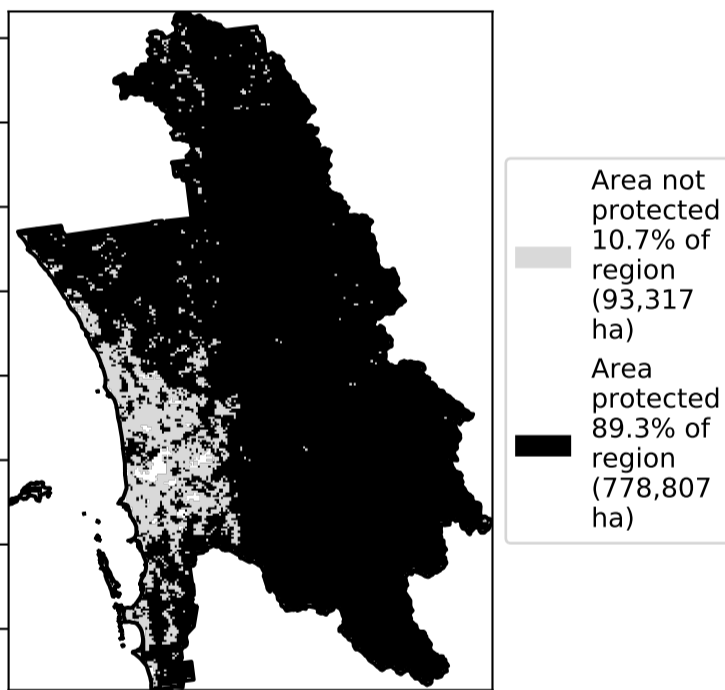 Area not
protected
10.7% of
region
(93,317
ha)
Area
protected
89.3% of
region
(778,807
ha)